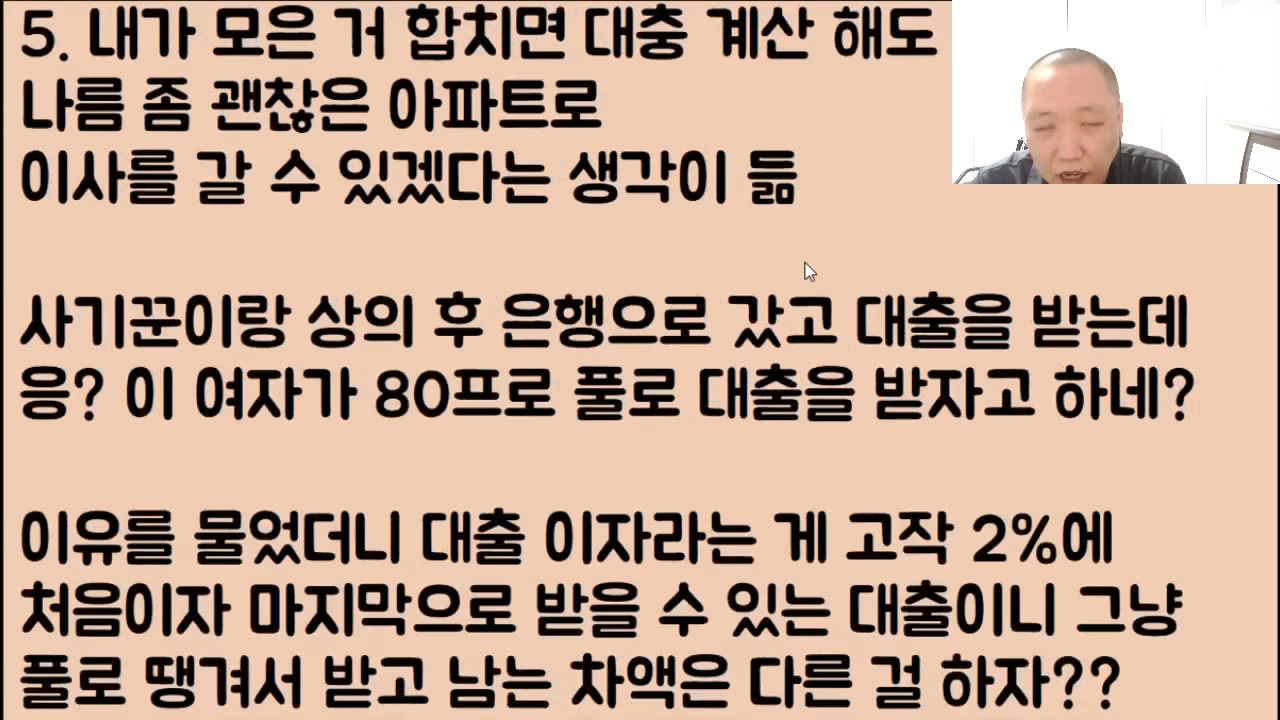 5. 내가 모은 거 합치면 대충 계산 해도
나름 좀 괜찮은 아파트로
이사를 갈 수 있겠다는 생각이 듦
사기꾼이랑 상의 후 은행으로 갔고 대출을 받는데
응? 이 여자가 80프로 풀로 대출을 받자고 하네?
이유를 물었더니 대출 이자라는 게 고작 2%에
처음이자 마지막으로 받을 수 있는 대출이니 그냥
풀로 땡겨서 받고 남는 차액은 다른 걸 하자??